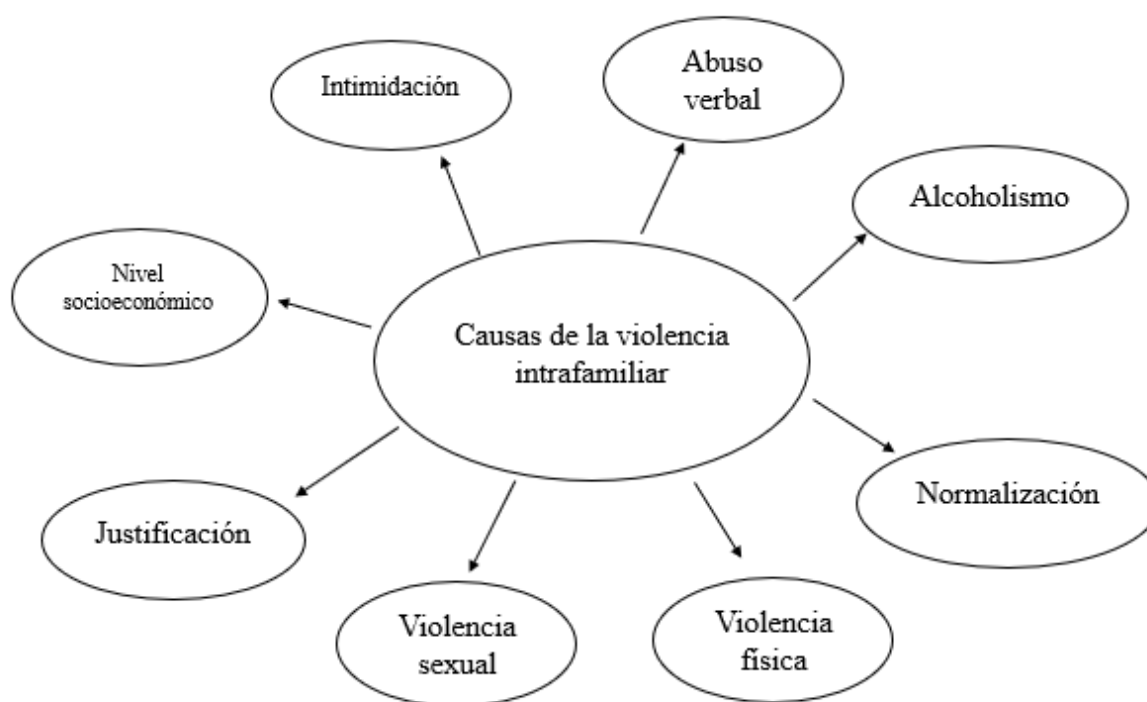 Intimidación
Abuso
verbal
Alcoholismo
Nivel
socioeconómico
Causas de la violencia
intrafamiliar
Normalización
Justificación
Violencia
sexual
Violencia
física